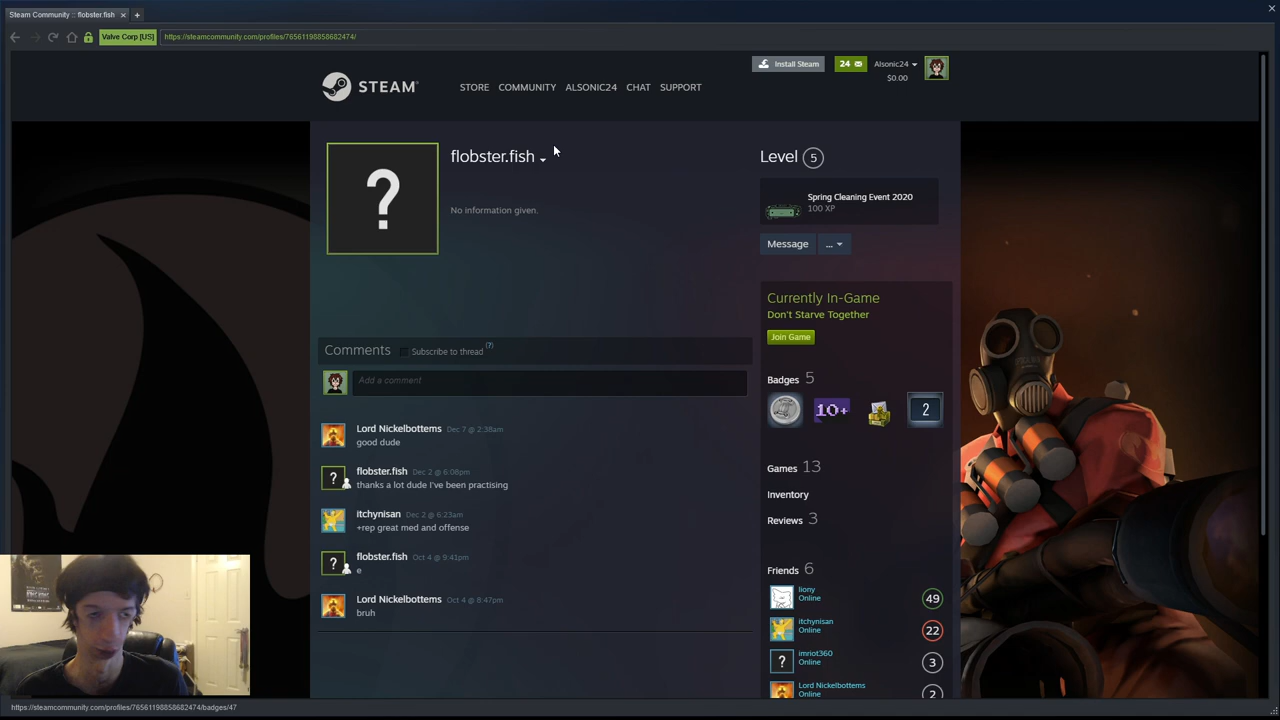 Steam Community :: flobster.fish × +
Valve Corp [US] https://steamcommunity.com/profiles/76561198858682474/
STEAM®
STORE COMMUNITY ALSONIC24 CHAT SUPPORT
Install Steam 24 Alsonic24
$0.00
flobster.fish
No information given.
Level 5
Spring Cleaning Event 2020
100 XP
Message ...
Currently In-Game
Don't Starve Together
Join Game
Comments Subscribe to thread (?)
Add a comment
Lord Nickelbottems Dec 7 @ 2:38am
good dude
flobster.fish Dec 2 @ 6:08pm
thanks a lot dude I've been practising
itchynisan Dec 2 @ 6:23am
+rep great med and offense
flobster.fish Oct 4 @ 9:41pm
e
Lord Nickelbottems Oct 4 @ 8:47pm
bruh
Badges 5
10+
2
Games 13
Inventory
Reviews 3
Friends 6
liony
Online
49
itchynisan
Online
22
imriot360
Online
3
Lord Nickelbottems
Online
2
https://steamcommunity.com/profiles/76561198858682474/badges/47